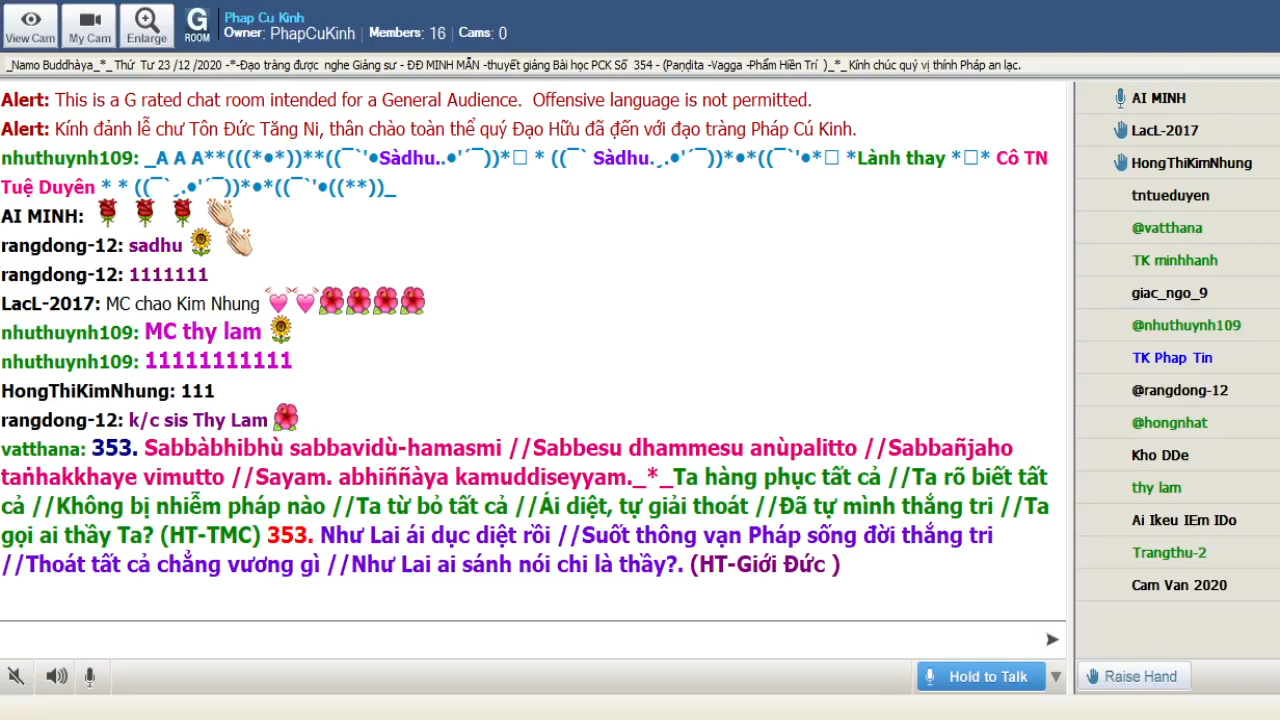 View Cam
My Cam
Enlarge
G
ROOM
Phap Cu Kinh
Owner: PhapCuKinh | Members: 16 | Cams: 0
_Namo Buddhàya_*_ Thứ Tư 23 /12 /2020 -*-Đạo tràng được nghe Giảng sư - ĐĐ MINH MẪN -thuyết giảng Bài học PCK Số 354 - (Paṇḍita -Vagga -Phẩm Hiền Trí )_*_ Kính chúc quý vị thính Pháp an lạc.
Alert: This is a G rated chat room intended for a General Audience. Offensive language is not permitted.
Alert: Kính đảnh lễ chư Tôn Đức Tăng Ni, thân chào toàn thể quý Đạo Hữu đã đến với đạo tràng Pháp Cú Kinh.
nhuthuynh109: _A A A**(((*•*))**((¯`'•Sàdhu..•'´¯))*□ * ((¯` Sàdhu.¸.•'´¯))*•*((¯`'•*□ *Lành thay *□* Cô TN
Tuệ Duyên * * ((¯`¸.•'´¯))*•*((¯`'•((**))_
AI MINH:
rangdong-12: sadhu
rangdong-12: 1111111
LacL-2017: MC chao Kim Nhung
nhuthuynh109: MC thy lam
nhuthuynh109: 11111111111
HongThiKimNhung: 111
rangdong-12: k/c sis Thy Lam
vatthana: 353. Sabbàbhibhù sabbavidù-hamasmi //Sabbesu dhammesu anùpalitto //Sabbañjaho
taṅhakkhaye vimutto //Sayam. abhiññàya kamuddiseyyam._*_Ta hàng phục tất cả //Ta rõ biết tất
cả //Không bị nhiễm pháp nào //Ta từ bỏ tất cả //Ái diệt, tự giải thoát //Đã tự mình thắng tri //Ta
gọi ai thầy Ta? (HT-TMC) 353. Như Lai ái dục diệt rồi //Suốt thông vạn Pháp sống đời thắng tri
//Thoát tất cả chẳng vương gì //Như Lai ai sánh nói chi là thầy?. (HT-Giới Đức )
AI MINH
LacL-2017
HongThiKimNhung
tntueduyen
@vatthana
TK minhhanh
giac_ngo_9
@nhuthuynh109
TK Phap Tin
@rangdong-12
@hongnhat
Kho DDe
thy lam
Ai Ikeu IEm IDo
Trangthu-2
Cam Van 2020
Hold to Talk
Raise Hand